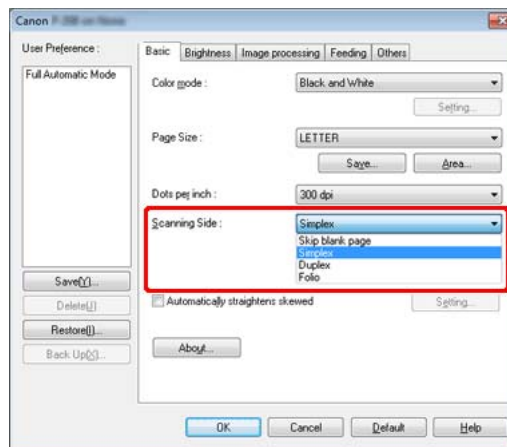 Canon
User Preference :
Full Automatic Mode
Save(Y)...
Delete(J)
Restore(I)...
Back Up(X)...
Basic Brightness Image processing Feeding Others
Color mode : Black and White
Setting...
Page Size : LETTER
Save... Area...
Dots per inch : 300 dpi
Scanning Side : Simplex
Skip blank page
Simplex
Duplex
Folio
Automatically straightens skewed Setting...
About...
OK Cancel Default Help